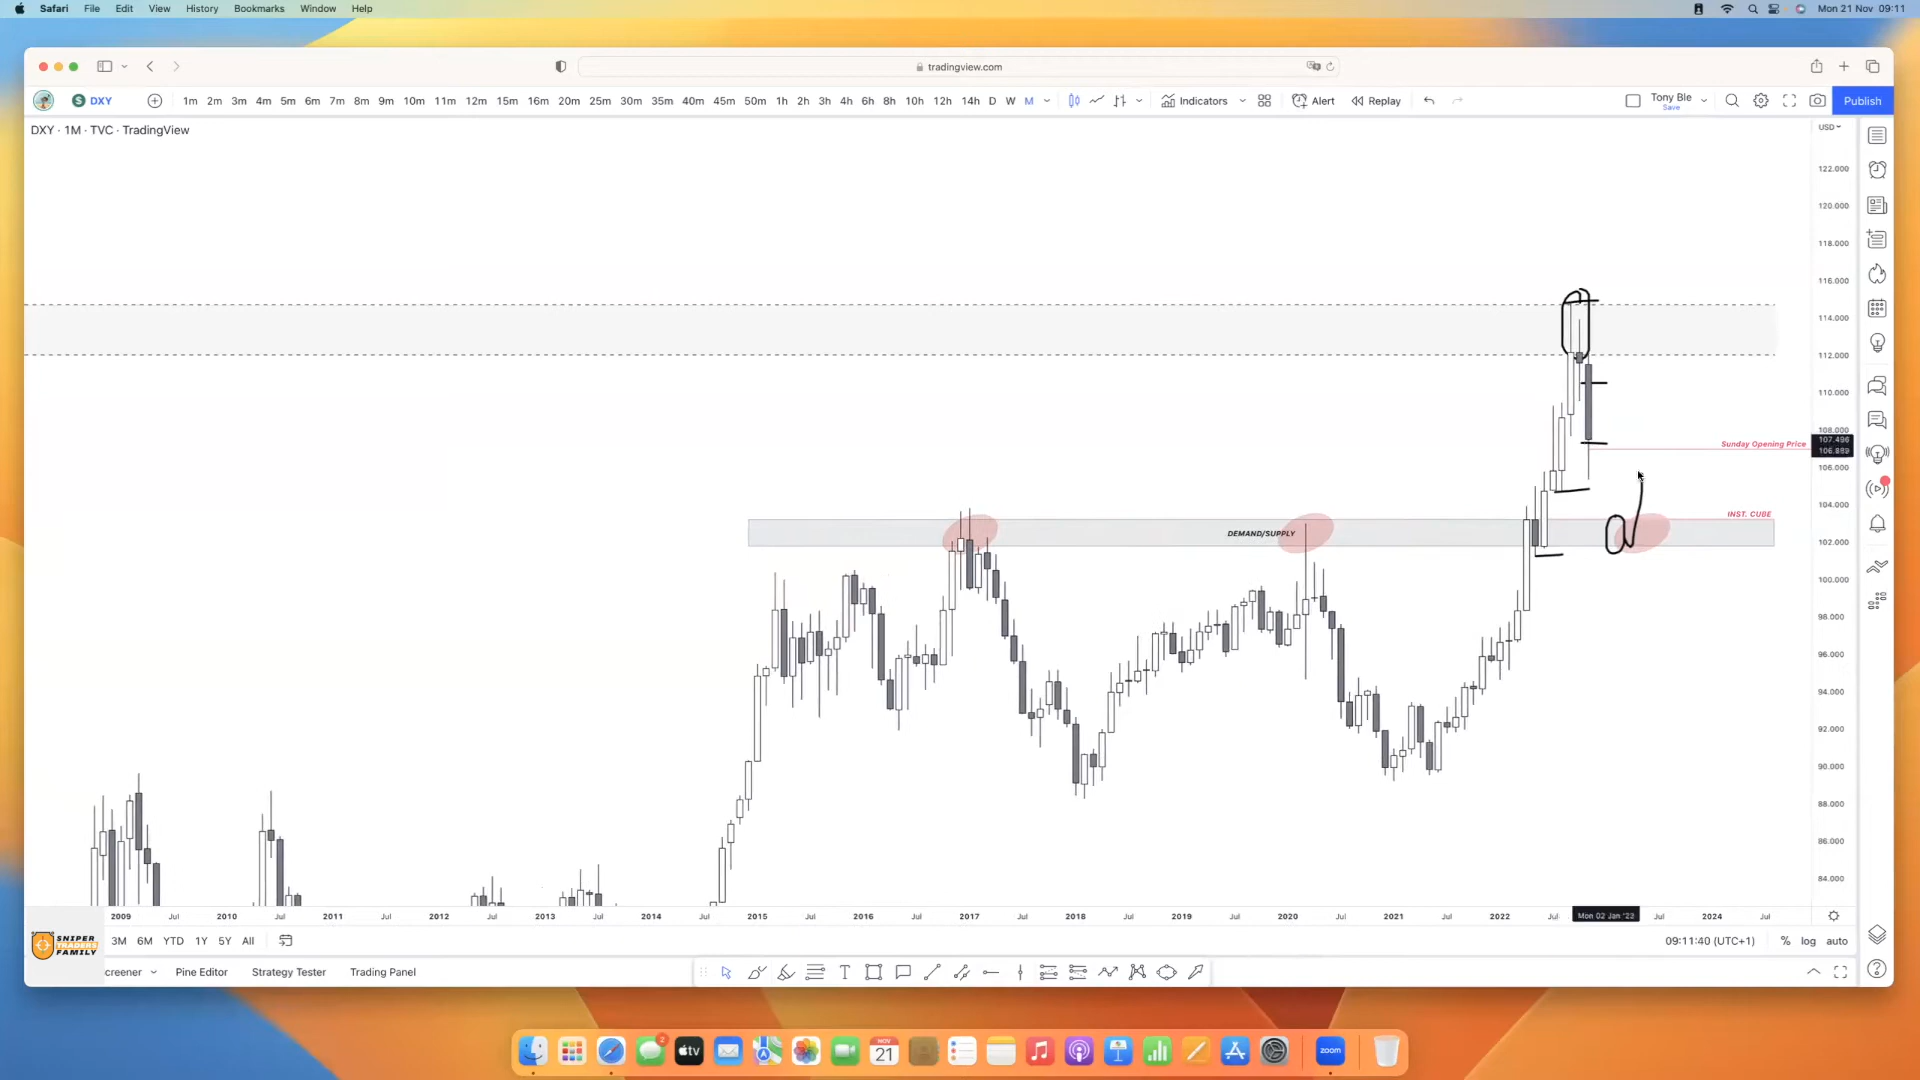 Safari File Edit View History Bookmarks Window Help Mon 21 Nov 09:11
tradingview.com
DXY 1m 2m 3m 4m 5m 6m 7m 8m 9m 10m 11m 12m 15m 16m 20m 25m 30m 35m 40m 45m 50m 1h 2h 3h 4h 6h 8h 10h 12h 14h D W M Indicators Alert Replay Tony Ble Save Publish
DXY · 1M · TVC · TradingView
USD
122.000
120.000
118.000
116.000
114.000
112.000
110.000
108.000
Sunday Opening Price 107.496
106.000
104.000
INST. CUBE
DEMAND/SUPPLY
102.000
100.000
98.000
96.000
94.000
92.000
90.000
88.000
86.000
84.000
2009 Jul 2010 Jul 2011 Jul 2012 Jul 2013 Jul 2014 Jul 2015 Jul 2016 Jul 2017 Jul 2018 Jul 2019 Jul 2020 Jul 2021 Jul 2022 Jul Mon 02 Jan '23 Jul 2024 Jul
SNIPER TRADERS FAMILY
3M 6M YTD 1Y 5Y All 09:11:40 (UTC+1) % log auto
creener Pine Editor Strategy Tester Trading Panel
2
tv
NOV
21
zoom